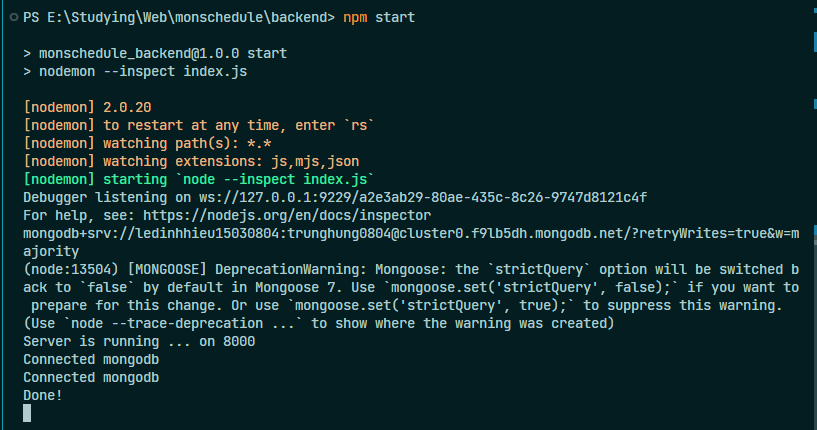 PS E:\Studying\Web\monschedule\backend> npm start
> monschedule_backend@1.0.0 start
> nodemon --inspect index.js
[nodemon] 2.0.20
[nodemon] to restart at any time, enter `rs`
[nodemon] watching path(s): *.*
[nodemon] watching extensions: js,mjs,json
[nodemon] starting `node --inspect index.js`
Debugger listening on ws://127.0.0.1:9229/a2e3ab29-80ae-435c-8c26-9747d8121c4f
For help, see: https://nodejs.org/en/docs/inspector
mongodb+srv://ledinhhieu15030804:trunghung0804@cluster0.f9lb5dh.mongodb.net/?retryWrites=true&w=m
ajority
(node:13504) [MONGOOSE] DeprecationWarning: Mongoose: the `strictQuery` option will be switched b
ack to `false` by default in Mongoose 7. Use `mongoose.set('strictQuery', false);` if you want to
 prepare for this change. Or use `mongoose.set('strictQuery', true);` to suppress this warning.
(Use `node --trace-deprecation ...` to show where the warning was created)
Server is running ... on 8000
Connected mongodb
Connected mongodb
Done!